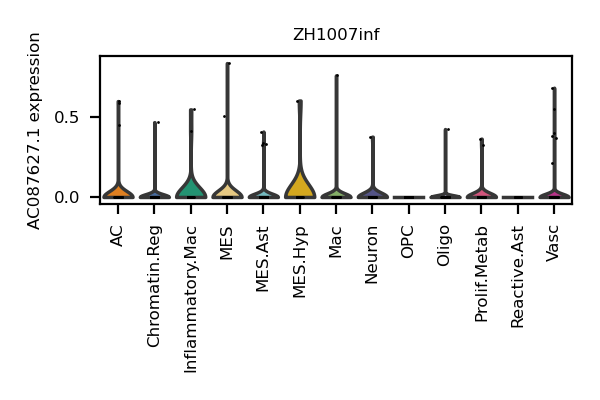 ZH1007inf
AC087627.1 expression
0.5
0.0
AC
Chromatin.Reg
Inflammatory.Mac
MES
MES.Ast
MES.Hyp
Mac
Neuron
OPC
Oligo
Prolif.Metab
Reactive.Ast
Vasc